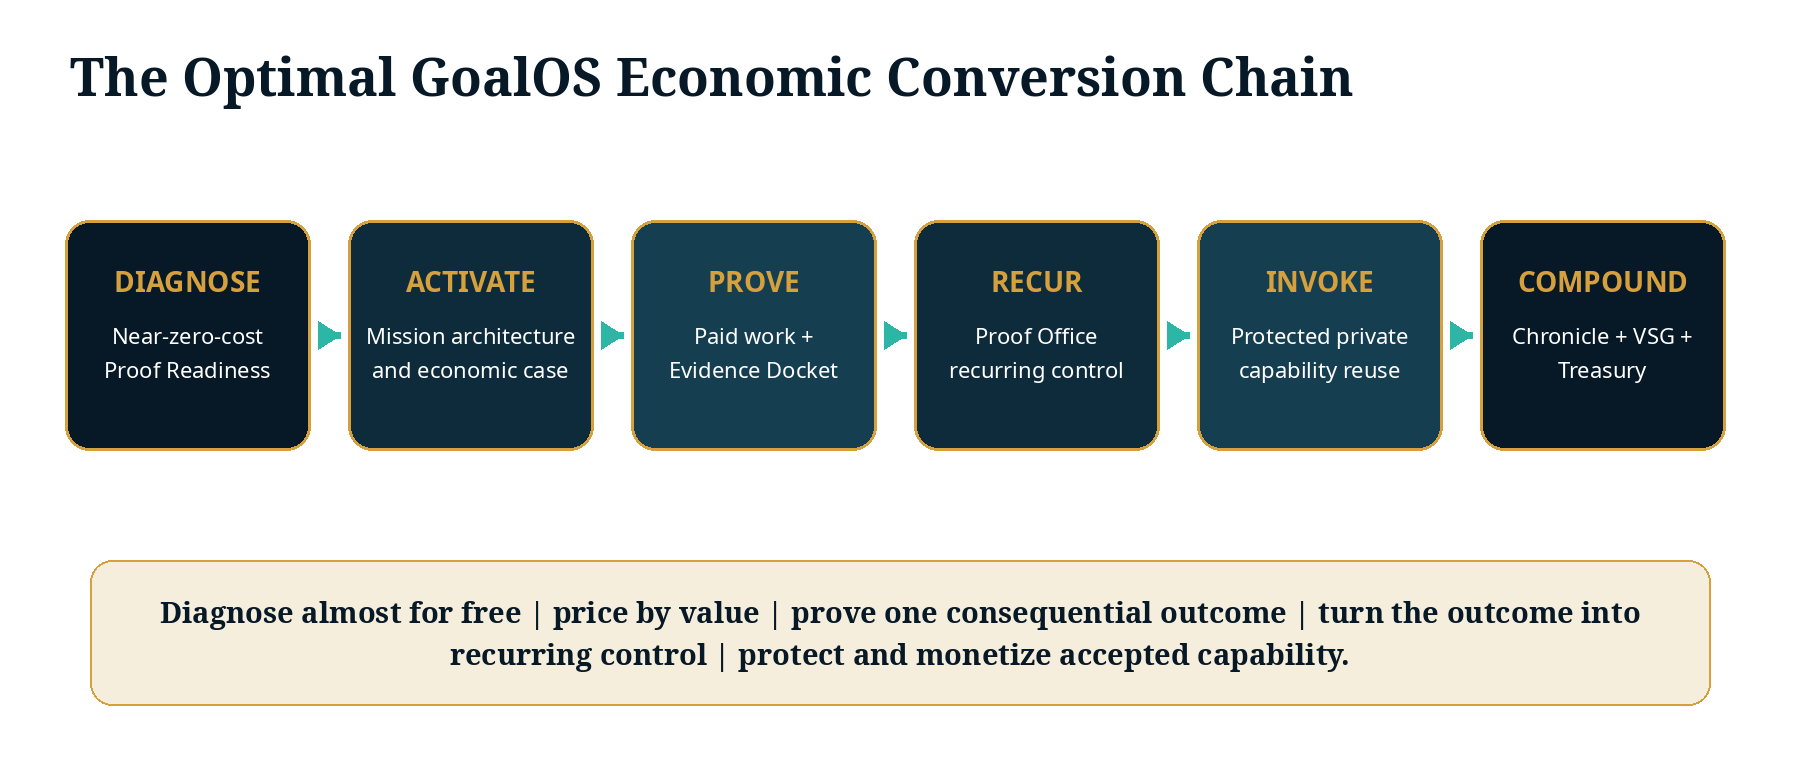 The Optimal GoalOS Economic Conversion Chain
DIAGNOSE
Near-zero-cost
Proof Readiness
ACTIVATE
Mission architecture
and economic case
PROVE
Paid work +
Evidence Docket
RECUR
Proof Office
recurring control
INVOKE
Protected private
capability reuse
COMPOUND
Chronicle + VSG +
Treasury
Diagnose almost for free | price by value | prove one consequential outcome | turn the outcome into
recurring control | protect and monetize accepted capability.